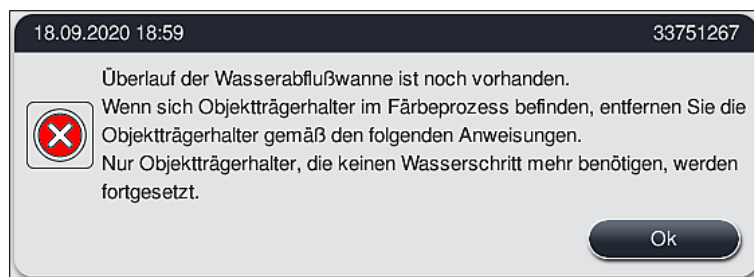 18.09.2020 18:59 33751267
Überlauf der Wasserabflußwanne ist noch vorhanden.
Wenn sich Objektträgerhalter im Färbeprozess befinden, entfernen Sie die
Objektträgerhalter gemäß den folgenden Anweisungen.
Nur Objektträgerhalter, die keinen Wasserschritt mehr benötigen, werden
fortgesetzt.
Ok